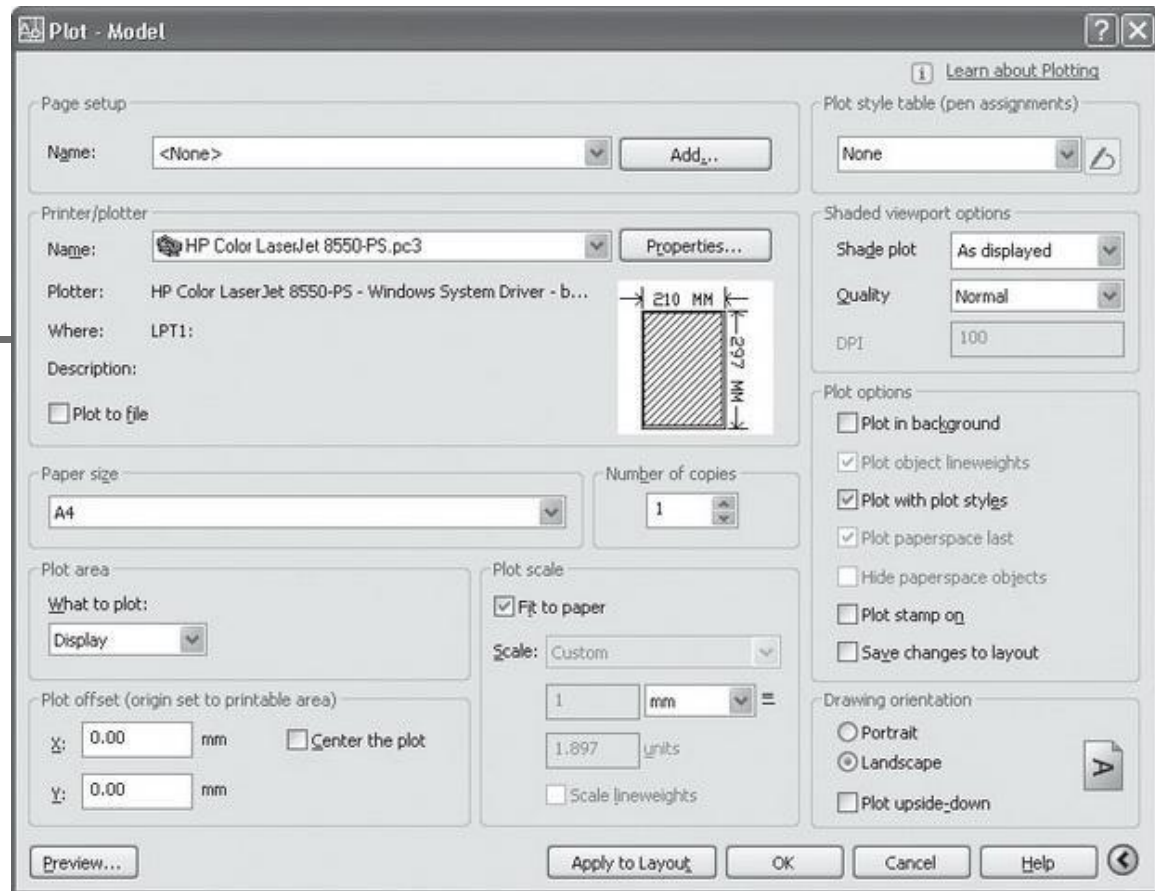 Plot - Model
Learn about Plotting
Page setup
Name: <None> Add...
Plot style table (pen assignments)
None
Printer/plotter
Name: HP Color LaserJet 8550-PS.pc3 Properties...
Plotter: HP Color LaserJet 8550-PS - Windows System Driver - b...
Where: LPT1:
Description:
Plot to file
210 MM
297 MM
Shaded viewport options
Shade plot As displayed
Quality Normal
DPI 100
Paper size
A4
Number of copies
1
Plot options
Plot in background
Plot object lineweights
Plot with plot styles
Plot paperspace last
Hide paperspace objects
Plot stamp on
Save changes to layout
Plot area
What to plot:
Display
Plot scale
Fit to paper
Scale: Custom
1 mm =
1.897 units
Scale lineweights
Plot offset (origin set to printable area)
X: 0.00 mm Center the plot
Y: 0.00 mm
Drawing orientation
Portrait
Landscape
Plot upside-down
A
Preview... Apply to Layout OK Cancel Help